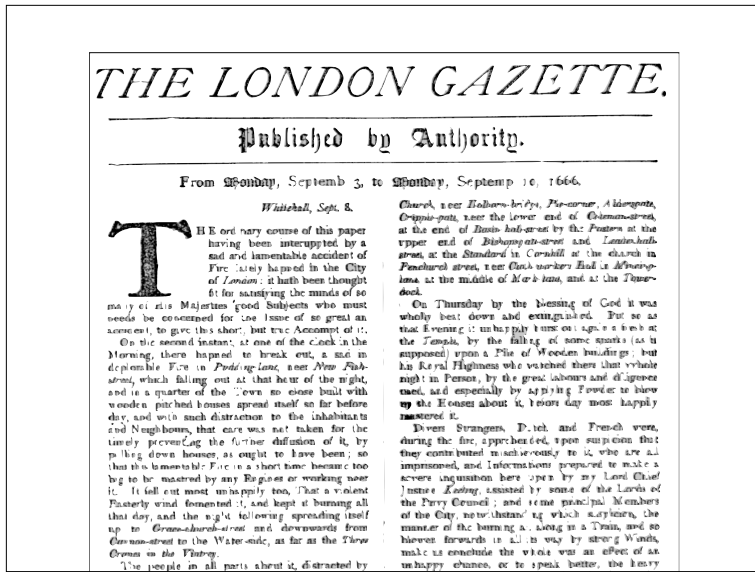 THE LONDON GAZETTE.
Published by Authority.
From Monday, Septemb 3, to Monday, Septemp 10, 1666.
Whitehall, Sept. 8.
THE ord nary course of this paper
having been interuppted by a
sad and lamentable accident of
Fire lately hapned in the City
of London: it hath been thought
fit for satisfying the minds of so
many of His Majesties good Subjects who must
needs be concerned for the Issue of so great an
accident, to give this short, but true Accompt of it.
On the second instant, at one of the clock in the
Morning, there hapned to break out, a sad in
deplorable Fire in Pudding-lane, neer New Fish-
street, which falling out at that hour of the night,
and in a quarter of the Town so close built with
wooden pitched houses spread itself so far before
day, and with such distraction to the inhabitants
and Neighbours, that care was not taken for the
timely preventing the further diffusion of it, by
pulling down houses, as ought to have been; so
that this lamentable Fire in a short time became too
big to be mastred by any Engines or working neer
it. It fell out most unhappily too, That a violent
Easterly wind fomented it, and kept it burning all
that day, and the night following spreading itself
up to Grace-church-street and downwards from
Cannon-street to the Water-side, as far as the Three
Cranes in the Vintrey.
The people in all parts about it, distracted by
Church, neer Holborn-bridge, Pie-corner, Aldersgate,
Cripple-gate, neer the lower end of Coleman-street,
at the end of Basin-hall-street by the Postern at the
upper end of Bishopsgate-street and Leadenhall-
street, at the Standard in Cornhill at the church in
Fenchurch street, neer Clothworkers Hall in Mincing-
lane at the middle of Mark-lane, and at the Tower-
dock.
On Thursday by the blessing of God it was
wholly beat down and extinguished. But so as
that Evening it unhappily burst out again a fresh at
the Temple, by the falling of some sparks (as is
supposed) upon a Pile of Wooden buildings; but
his Royal Highness who watched there that whole
night in Person, by the great labours and diligence
used, and especially by applying Powder to blow
up the Houses about it, before day most happily
mastered it.
Divers Strangers, Dutch and French were,
during the fire, apprehended, upon suspicion that
they contributed mischievously to it, who are all
imprisoned, and Informations prepared to make a
severe inquisition here upon by my Lord Chief
Justice Keeling, assisted by some of the Lords of
the Privy Council; and some principal Members
of the City, notwithstanding which suspicion, the
manner of the burning all along in a Train, and so
blowen forwards in all its way by strong Winds,
make us conclude the whole was an effect of an
unhappy chance, or to speak better, the heavy